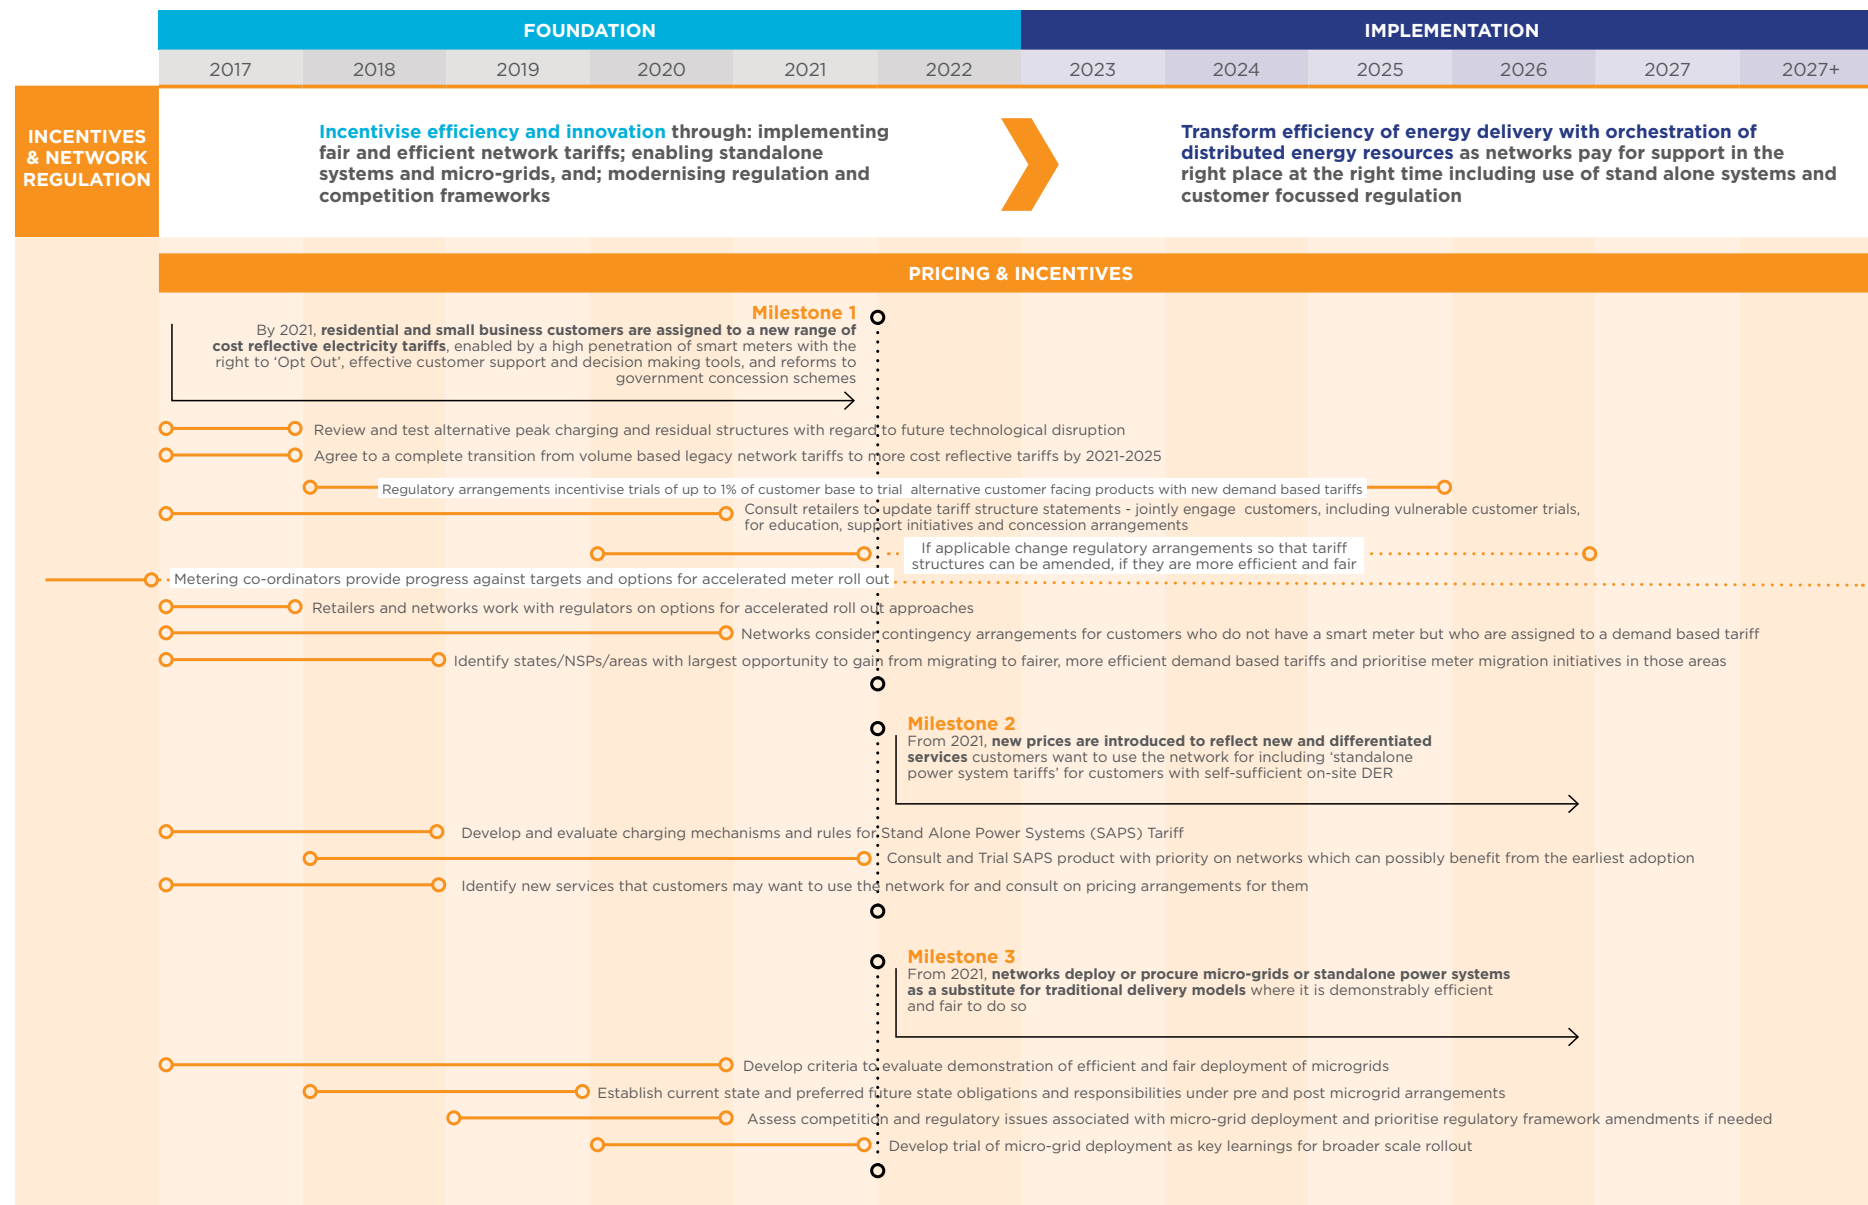 FOUNDATION
IMPLEMENTATION
2017
2018
2019
2020
2021
2022
2023
2024
2025
2026
2027
2027+
INCENTIVES
& NETWORK
REGULATION
Incentivise efficiency and innovation through: implementing
fair and efficient network tariffs; enabling standalone
systems and micro-grids, and; modernising regulation and
competition frameworks
Transform efficiency of energy delivery with orchestration of
distributed energy resources as networks pay for support in the
right place at the right time including use of stand alone systems and
customer focussed regulation
PRICING & INCENTIVES
Milestone 1
By 2021, residential and small business customers are assigned to a new range of
cost reflective electricity tariffs, enabled by a high penetration of smart meters with the
right to ‘Opt Out’, effective customer support and decision making tools, and reforms to
government concession schemes
Review and test alternative peak charging and residual structures with regard to future technological disruption
Agree to a complete transition from volume based legacy network tariffs to more cost reflective tariffs by 2021-2025
Regulatory arrangements incentivise trials of up to 1% of customer base to trial alternative customer facing products with new demand based tariffs
Consult retailers to update tariff structure statements - jointly engage customers, including vulnerable customer trials,
for education, support initiatives and concession arrangements
If applicable change regulatory arrangements so that tariff
structures can be amended, if they are more efficient and fair
Metering co-ordinators provide progress against targets and options for accelerated meter roll out
Retailers and networks work with regulators on options for accelerated roll out approaches
Networks consider contingency arrangements for customers who do not have a smart meter but who are assigned to a demand based tariff
Identify states/NSPs/areas with largest opportunity to gain from migrating to fairer, more efficient demand based tariffs and prioritise meter migration initiatives in those areas
Milestone 2
From 2021, new prices are introduced to reflect new and differentiated
services customers want to use the network for including ‘standalone
power system tariffs’ for customers with self-sufficient on-site DER
Develop and evaluate charging mechanisms and rules for Stand Alone Power Systems (SAPS) Tariff
Consult and Trial SAPS product with priority on networks which can possibly benefit from the earliest adoption
Identify new services that customers may want to use the network for and consult on pricing arrangements for them
Milestone 3
From 2021, networks deploy or procure micro-grids or standalone power systems
as a substitute for traditional delivery models where it is demonstrably efficient
and fair to do so
Develop criteria to evaluate demonstration of efficient and fair deployment of microgrids
Establish current state and preferred future state obligations and responsibilities under pre and post microgrid arrangements
Assess competition and regulatory issues associated with micro-grid deployment and prioritise regulatory framework amendments if needed
Develop trial of micro-grid deployment as key learnings for broader scale rollout